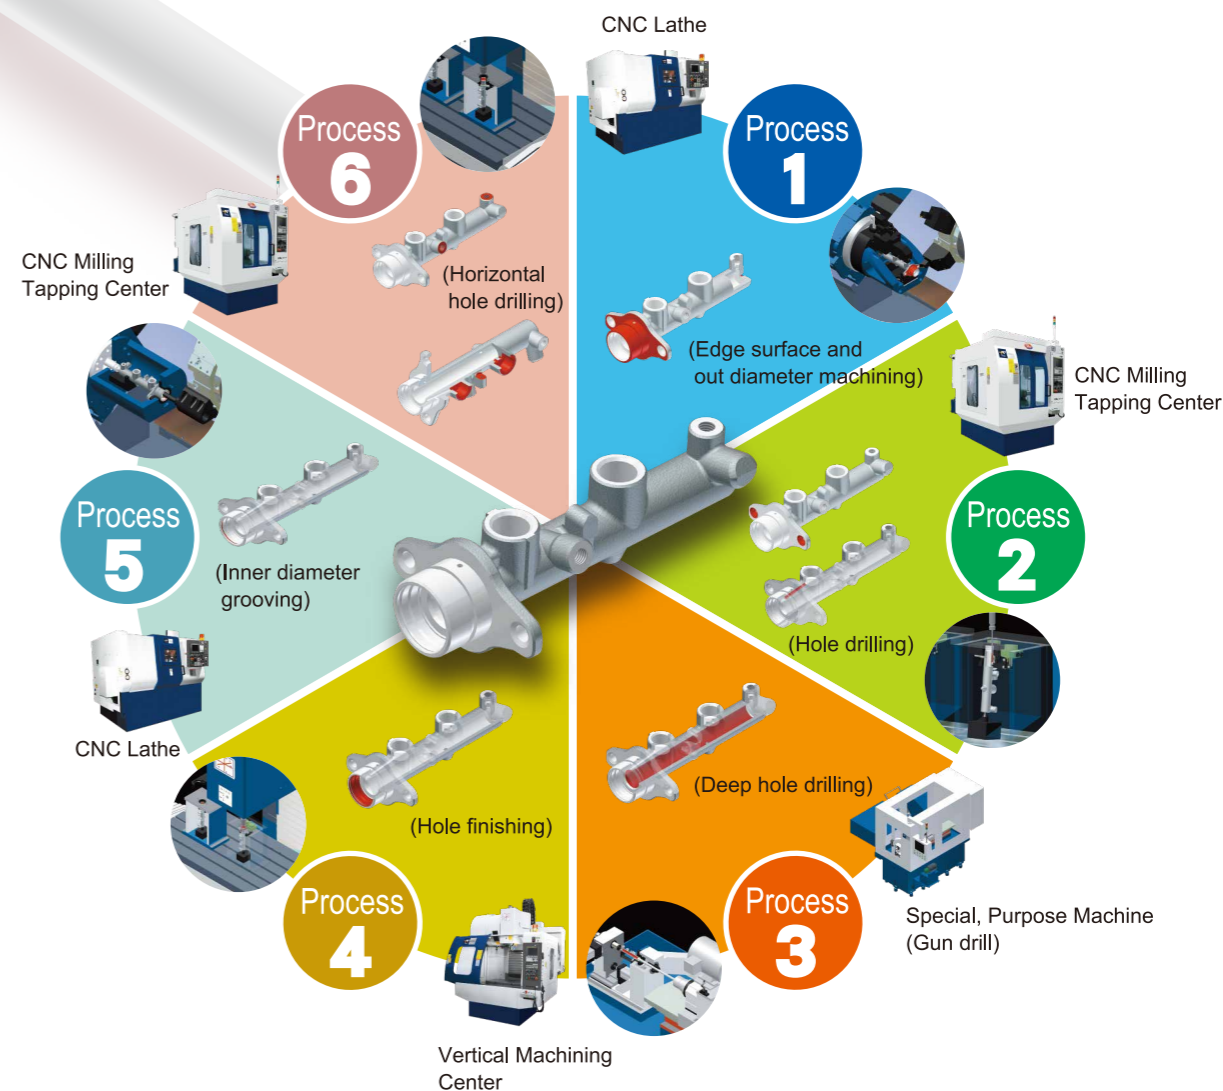 CNC Lathe
Process
1
(Edge surface and
out diameter machining)
CNC Milling
Tapping Center
Process
2
(Hole drilling)
Special, Purpose Machine
(Gun drill)
Process
3
(Deep hole drilling)
Vertical Machining
Center
Process
4
(Hole finishing)
CNC Lathe
Process
5
(Inner diameter
grooving)
CNC Milling
Tapping Center
Process
6
(Horizontal
hole drilling)